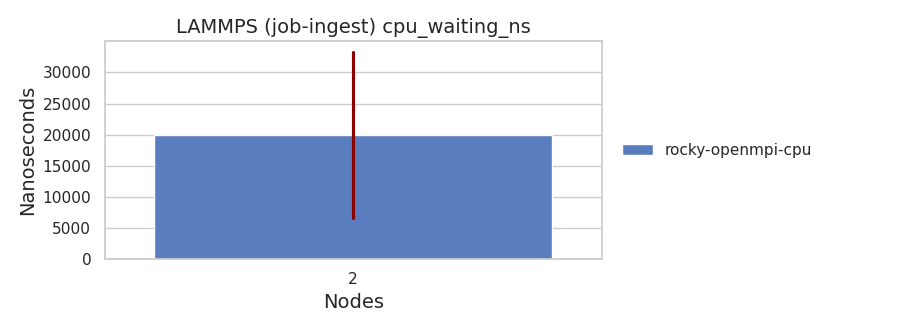 LAMMPS (job-ingest) cpu_waiting_ns
30000
25000
20000
15000
10000
5000
0
Nanoseconds
2
Nodes
rocky-openmpi-cpu